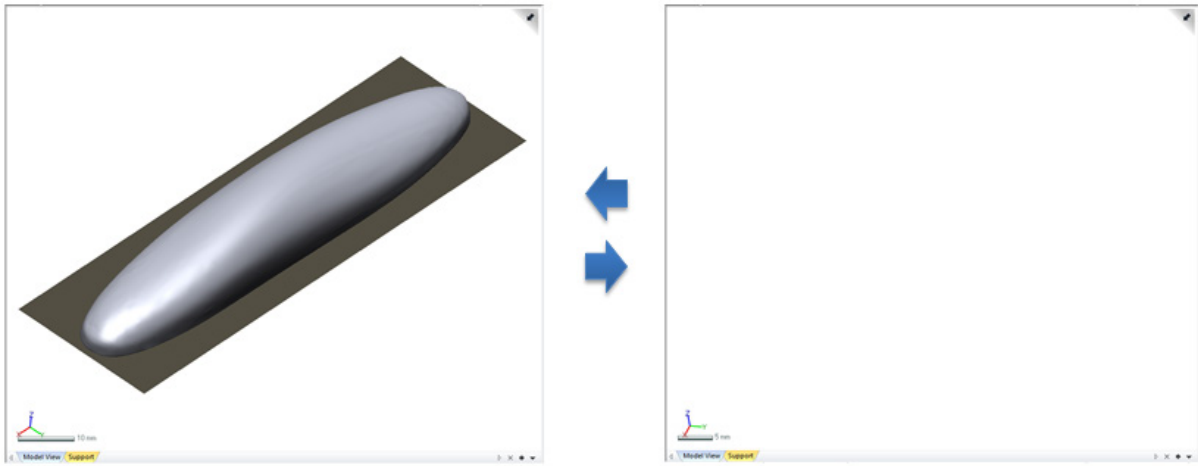 Z
X
Y
10 mm
Model View
Support
Z
X
Y
5 mm
Model View
Support